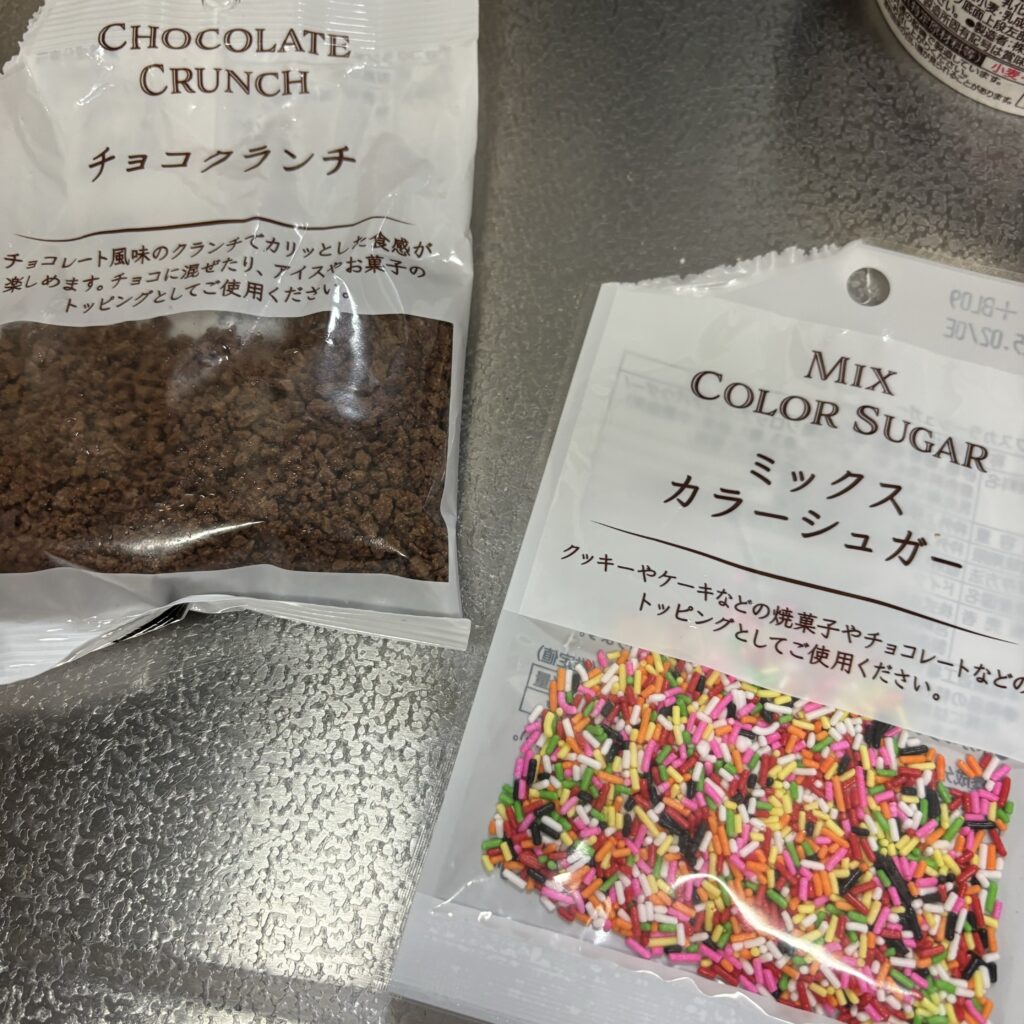 CHOCOLATE
CRUNCH
チョコクランチ
チョコレート風味のクランチでカリッとした食感が
楽しめます。チョコに混ぜたり、アイスやお菓子の
トッピングとしてご使用ください。
MIX
COLOR SUGAR
ミックス
カラーシュガー
クッキーやケーキなどの焼菓子やチョコレートなどの
トッピングとしてご使用ください。